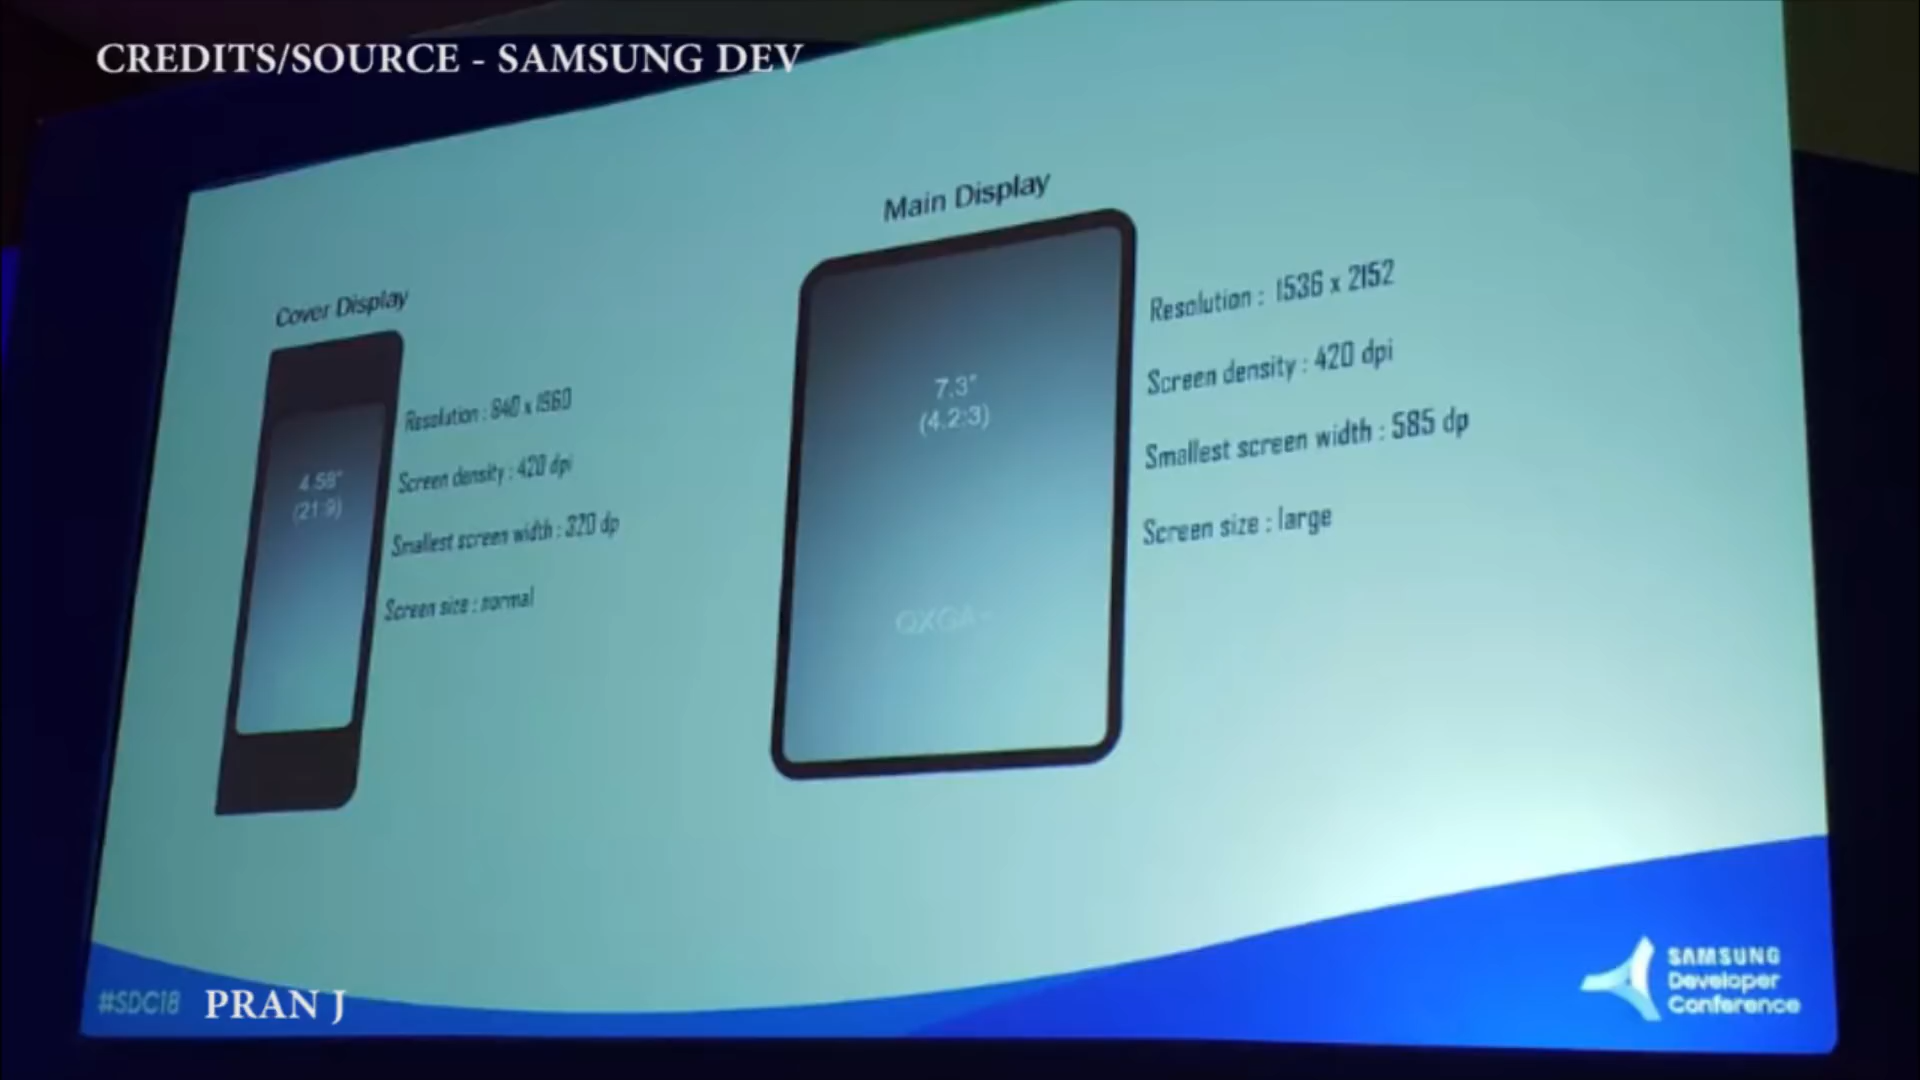 CREDITS/SOURCE - SAMSUNG DEV
Cover Display
4.58"
(21:9)
Resolution : 840 x 1960
Screen density : 420 dpi
Smallest screen width : 320 dp
Screen size : normal
Main Display
7.3"
(4.2:3)
QXGA+
Resolution : 1536 x 2152
Screen density : 420 dpi
Smallest screen width : 585 dp
Screen size : large
#SDC18
PRAN J
SAMSUNG
Developer
Conference